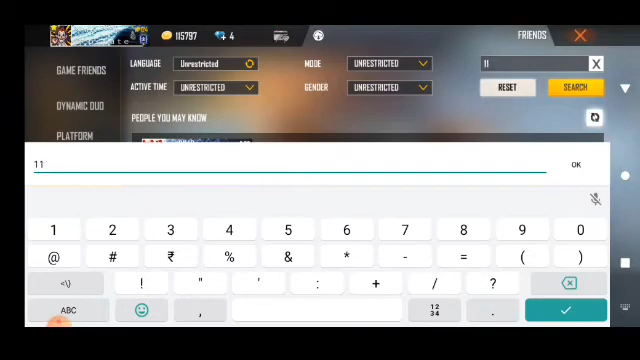 115797 4 FRIENDS
LANGUAGE Unrestricted MODE UNRESTRICTED 11 X
GAME FRIENDS
ACTIVE TIME UNRESTRICTED GENDER UNRESTRICTED RESET SEARCH
DYNAMIC DUO
PEOPLE YOU MAY KNOW
PLATFORM
11 OK
1 2 3 4 5 6 7 8 9 0
@ # ₹ % & * - = ( )
<\} ! " ' : + / ?
ABC , 12 34 .